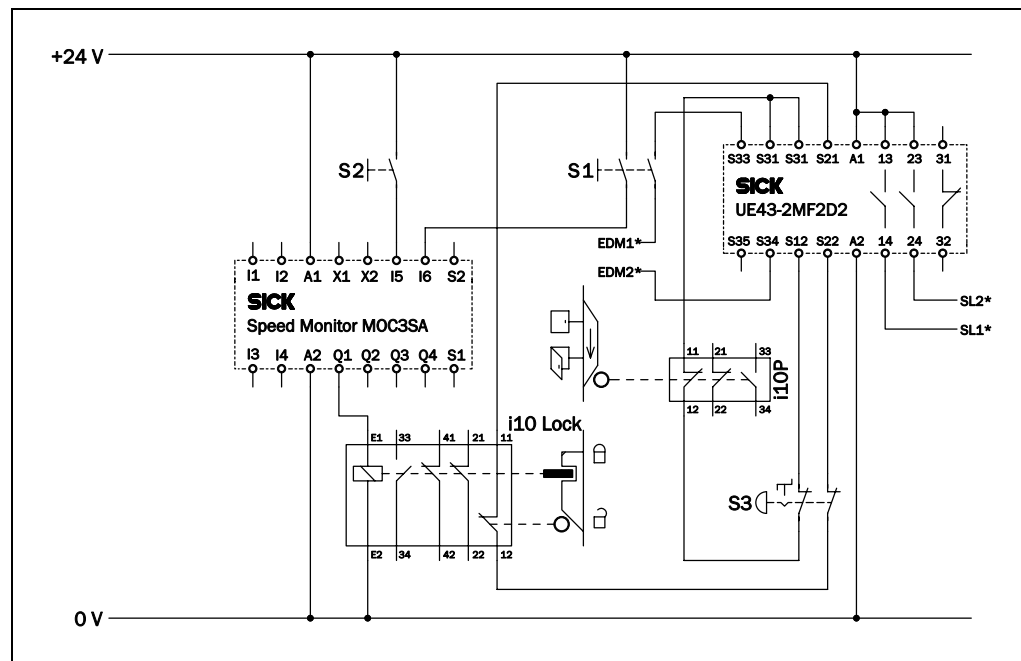 +24 V
S33 S31 S31 S21 A1 13 23 31
S2
S1
SICK
UE43-2MF2D2
S35 S34 S12 S22 A2 14 24 32
EDM1*
EDM2*
SL2*
SL1*
I1 I2 A1 X1 X2 I5 I6 S2
SICK
Speed Monitor MOC3SA
I3 I4 A2 Q1 Q2 Q3 Q4 S1
11 21 33
i10P
12 22 34
i10 Lock
E1 33 41 21 11
S3
E2 34 42 22 12
0 V